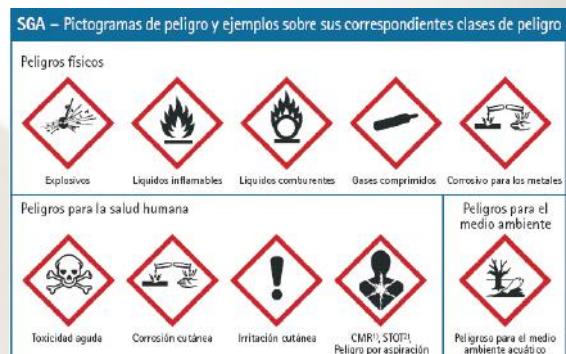 SGA – Pictogramas de peligro y ejemplos sobre sus correspondientes clases de peligro
Peligros físicos
Explosivos
Líquidos inflamables
Líquidos comburentes
Gases comprimidos
Corrosivo para los metales
Peligros para la salud humana
Toxicidad aguda
Corrosión cutánea
Irritación cutánea
CMR¹⁾, STOT²⁾,
Peligro por aspiración
Peligros para el
medio ambiente
Peligroso para el medio
ambiente acuático